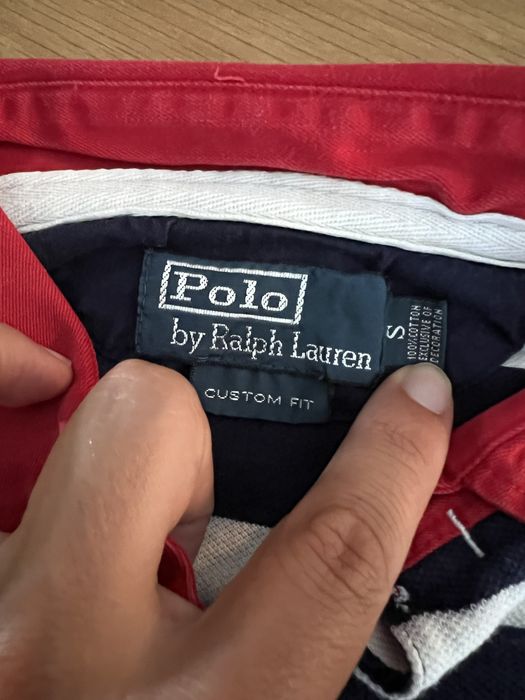 Polo
by Ralph Lauren
CUSTOM FIT
S
100% COTTON
EXCLUSIVE OF
DECORATION